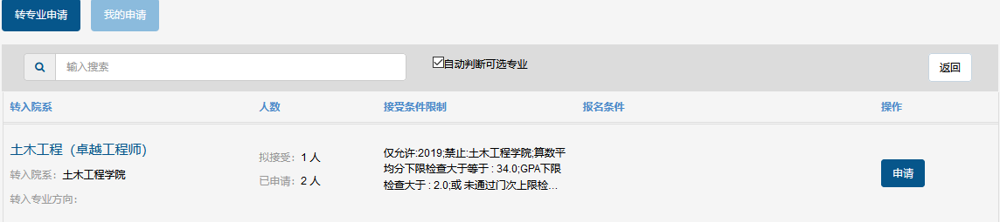 转专业申请 我的申请
输入搜索 自动判断可选专业 返回
转入院系 人数 接受条件限制 报名条件 操作
土木工程（卓越工程师）
转入院系：土木工程学院
转入专业方向：
拟接受：1 人
已申请：2 人
仅允许:2019;禁止:土木工程学院;算数平
均分下限检查大于等于 : 34.0;GPA下限
检查大于 : 2.0;或 未通过门次上限检...
申请